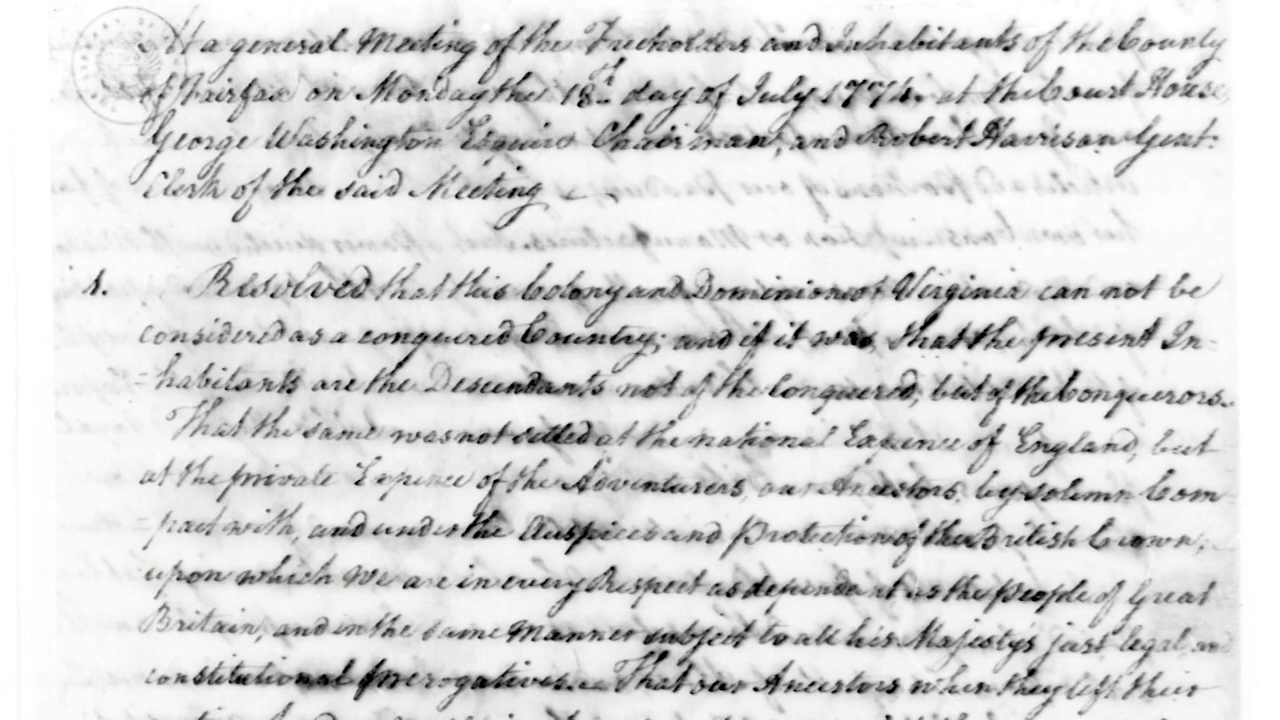 At a general Meeting of the Freeholders and Inhabitants of the County
of Fairfax on Monday the 18th day of July 1774, at the Court House,
George Washington Esquire Chairman, and Robert Harrison Gent:
Clerk of the said Meeting
1. Resolved that this Colony and Dominion of Virginia can not be
considered as a conquered Country; and if it was, that the present In-
-habitants are the Descendants not of the Conquered, but of the Conquerors.
That the same was not setled at the national Expence of England, but
at the private Expence of the Adventurers, our Ancestors, by solemn Com
=pact with, and under the Auspices and Protection of the British Crown;
upon which we are in every Respect as dependant as the people of Great
Britain, and in the same Manner subject to all his Majesty's just legal, and
constitutional Prerogatives. That our Ancestors when they left their